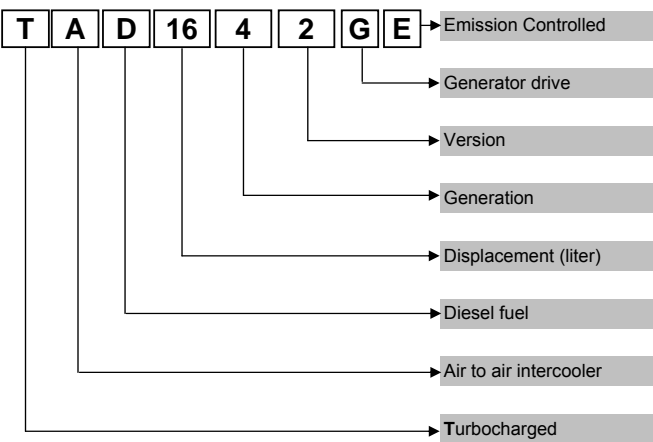 T A D 16 4 2 G E
Emission Controlled
Generator drive
Version
Generation
Displacement (liter)
Diesel fuel
Air to air intercooler
Turbocharged